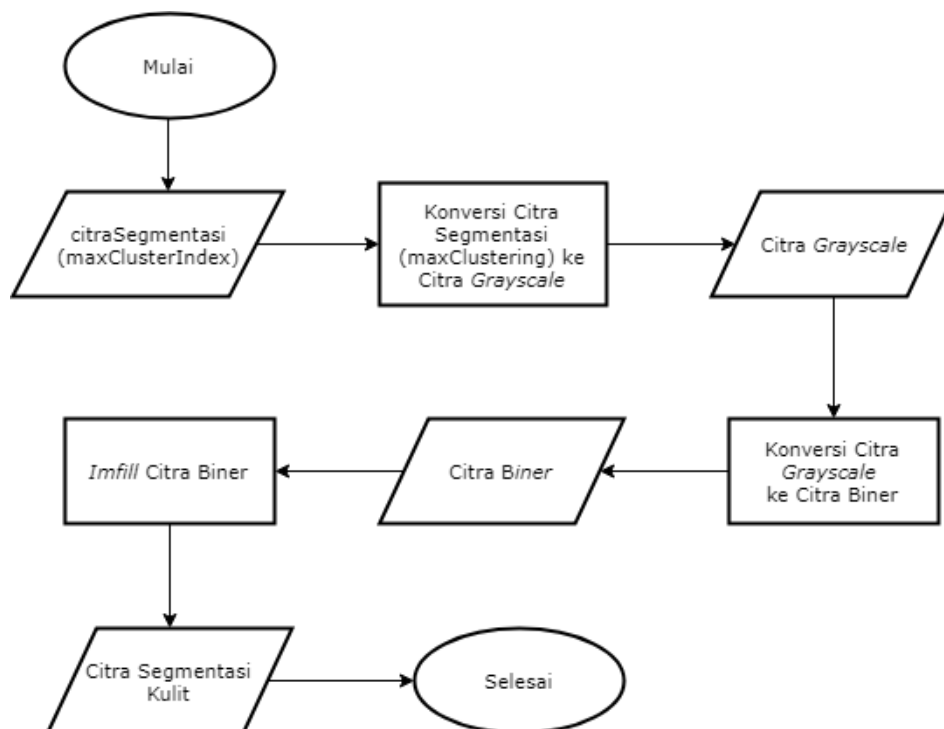 Mulai
citraSegmentasi
(maxClusterIndex)
Konversi Citra
Segmentasi
(maxClustering) ke
Citra Grayscale
Citra Grayscale
Konversi Citra
Grayscale
ke Citra Biner
Citra Biner
Imfill Citra Biner
Citra Segmentasi
Kulit
Selesai